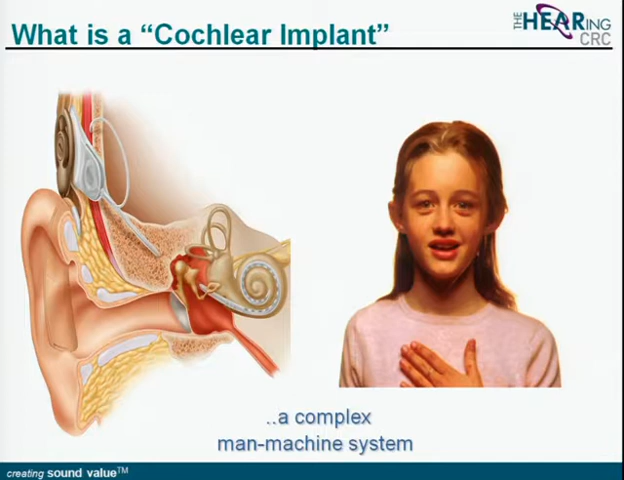 What is a “Cochlear Implant”
THE HEARING CRC
..a complex
man-machine system
creating sound value™